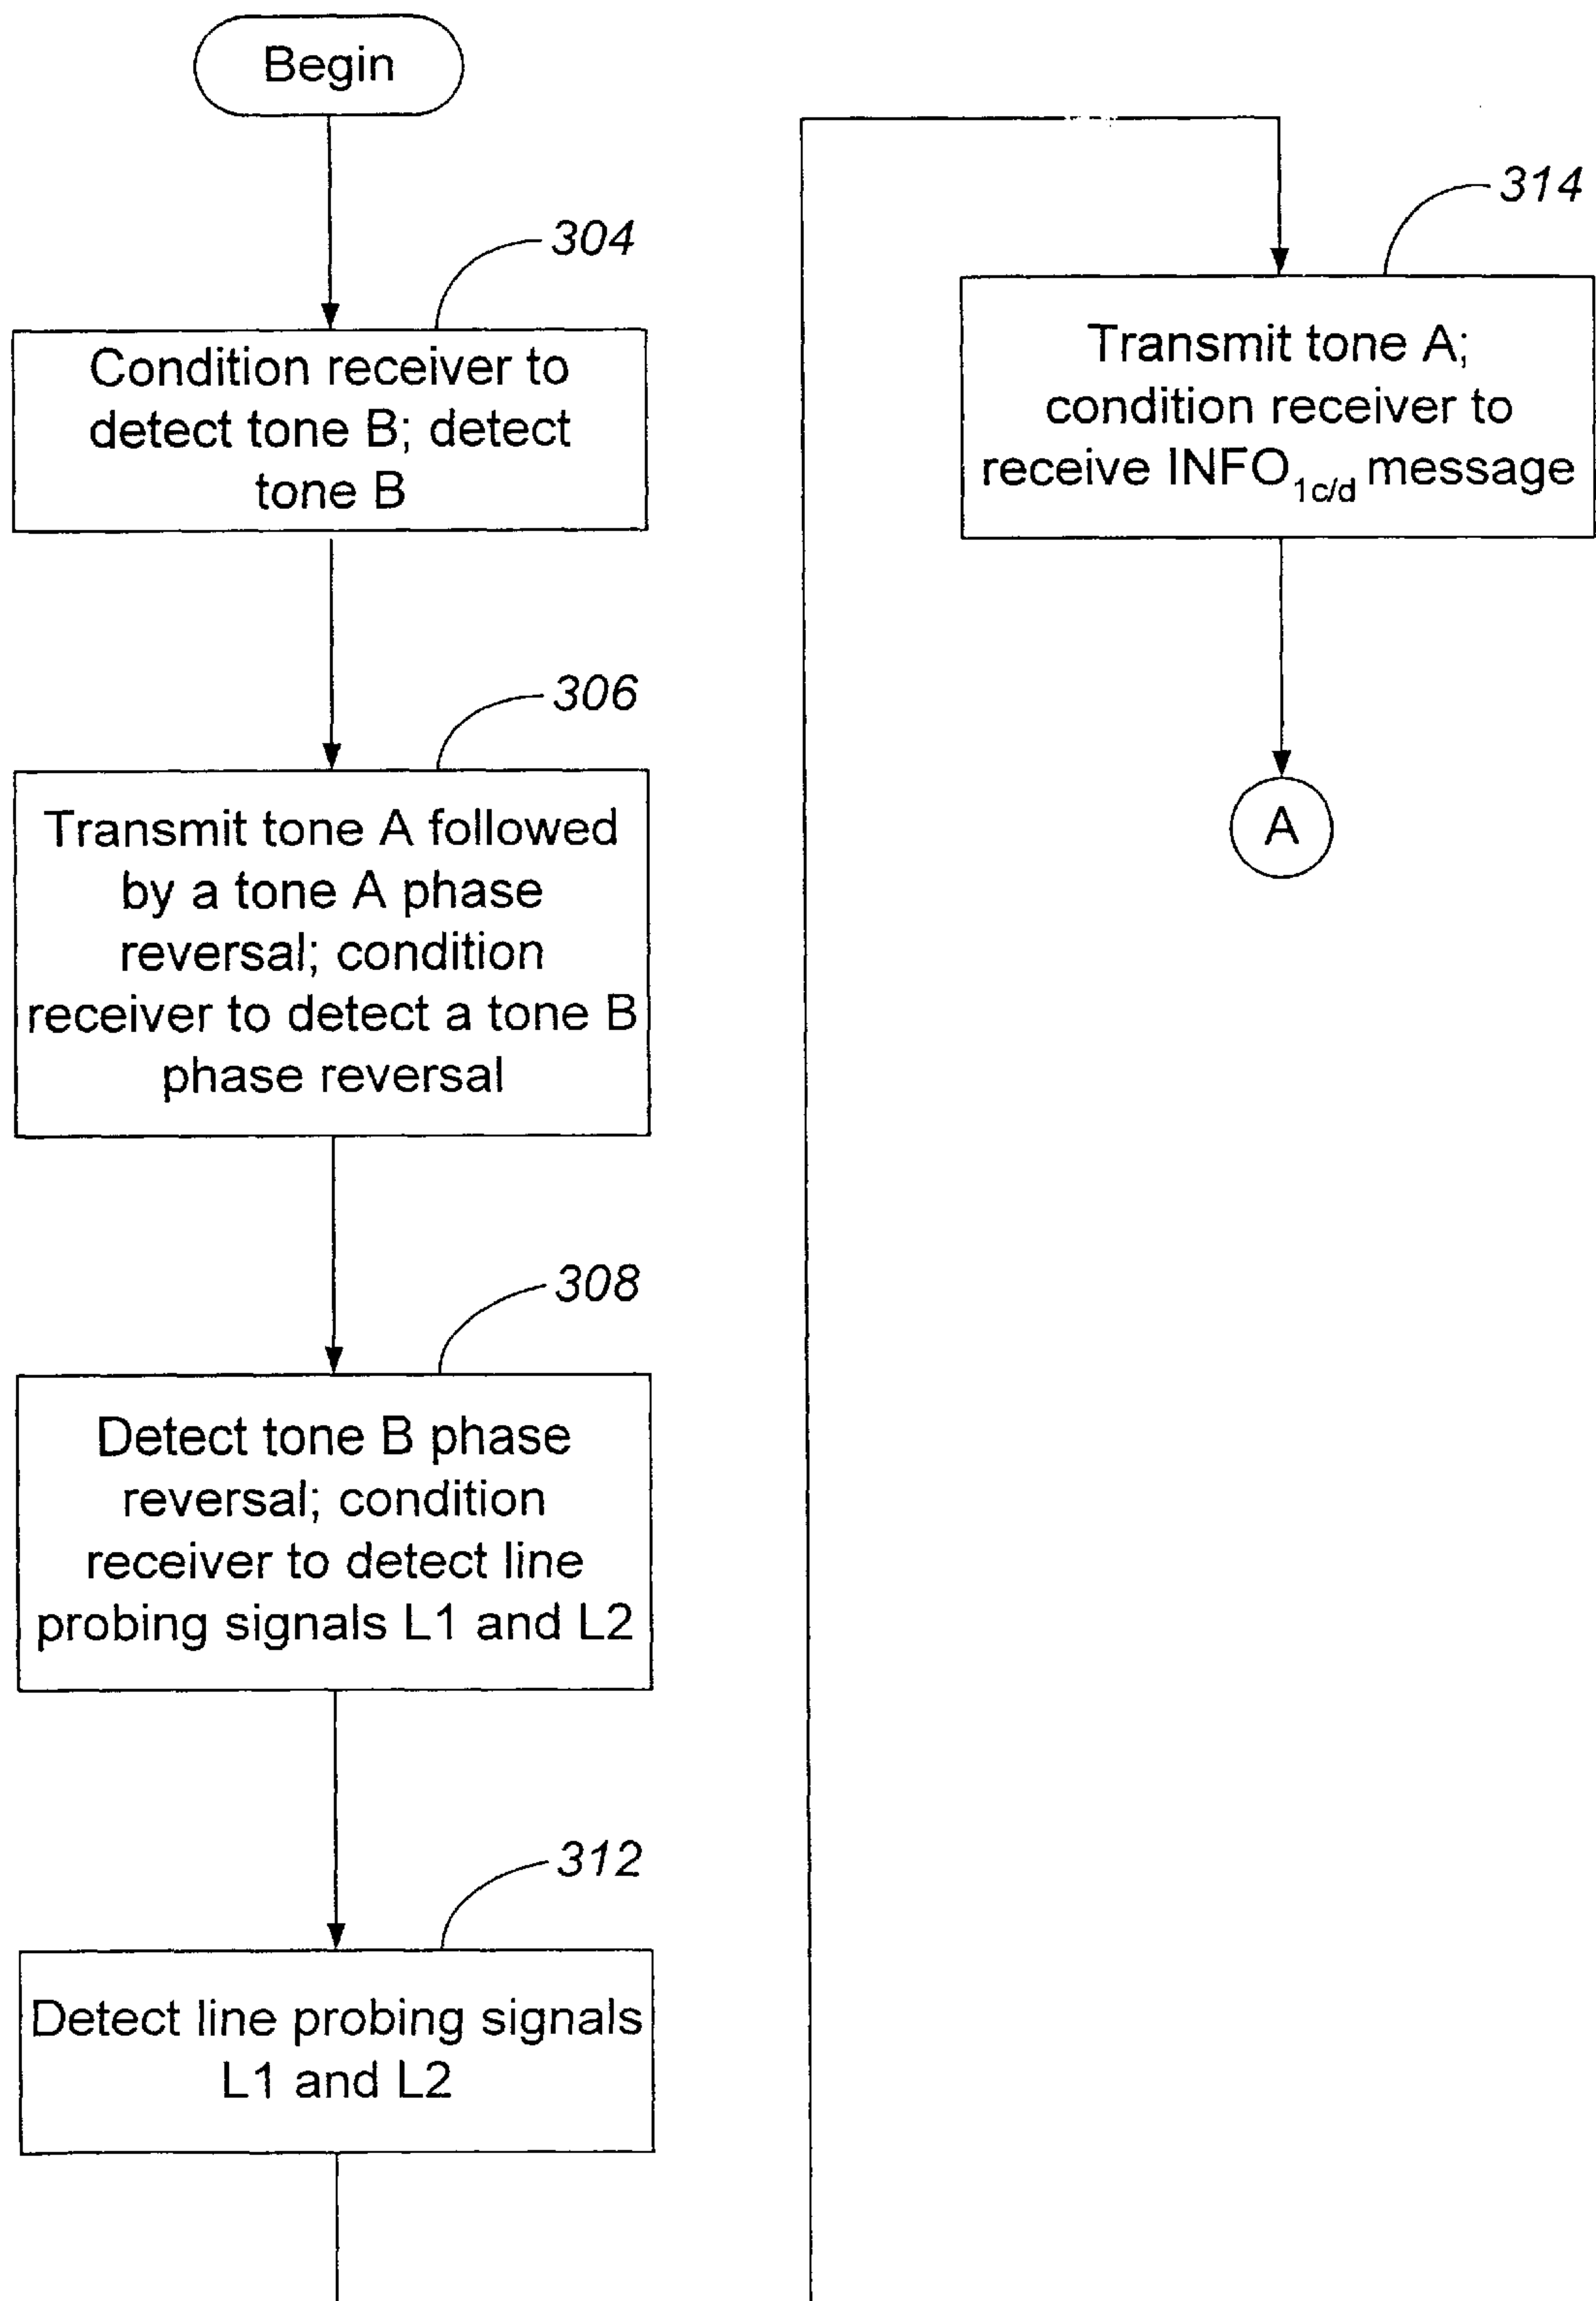 Begin
304
Condition receiver to
detect tone B; detect
tone B
306
Transmit tone A followed
by a tone A phase
reversal; condition
receiver to detect a tone B
phase reversal
308
Detect tone B phase
reversal; condition
receiver to detect line
probing signals L1 and L2
312
Detect line probing signals
L1 and L2
314
Transmit tone A;
condition receiver to
receive INFO1c/d message
A